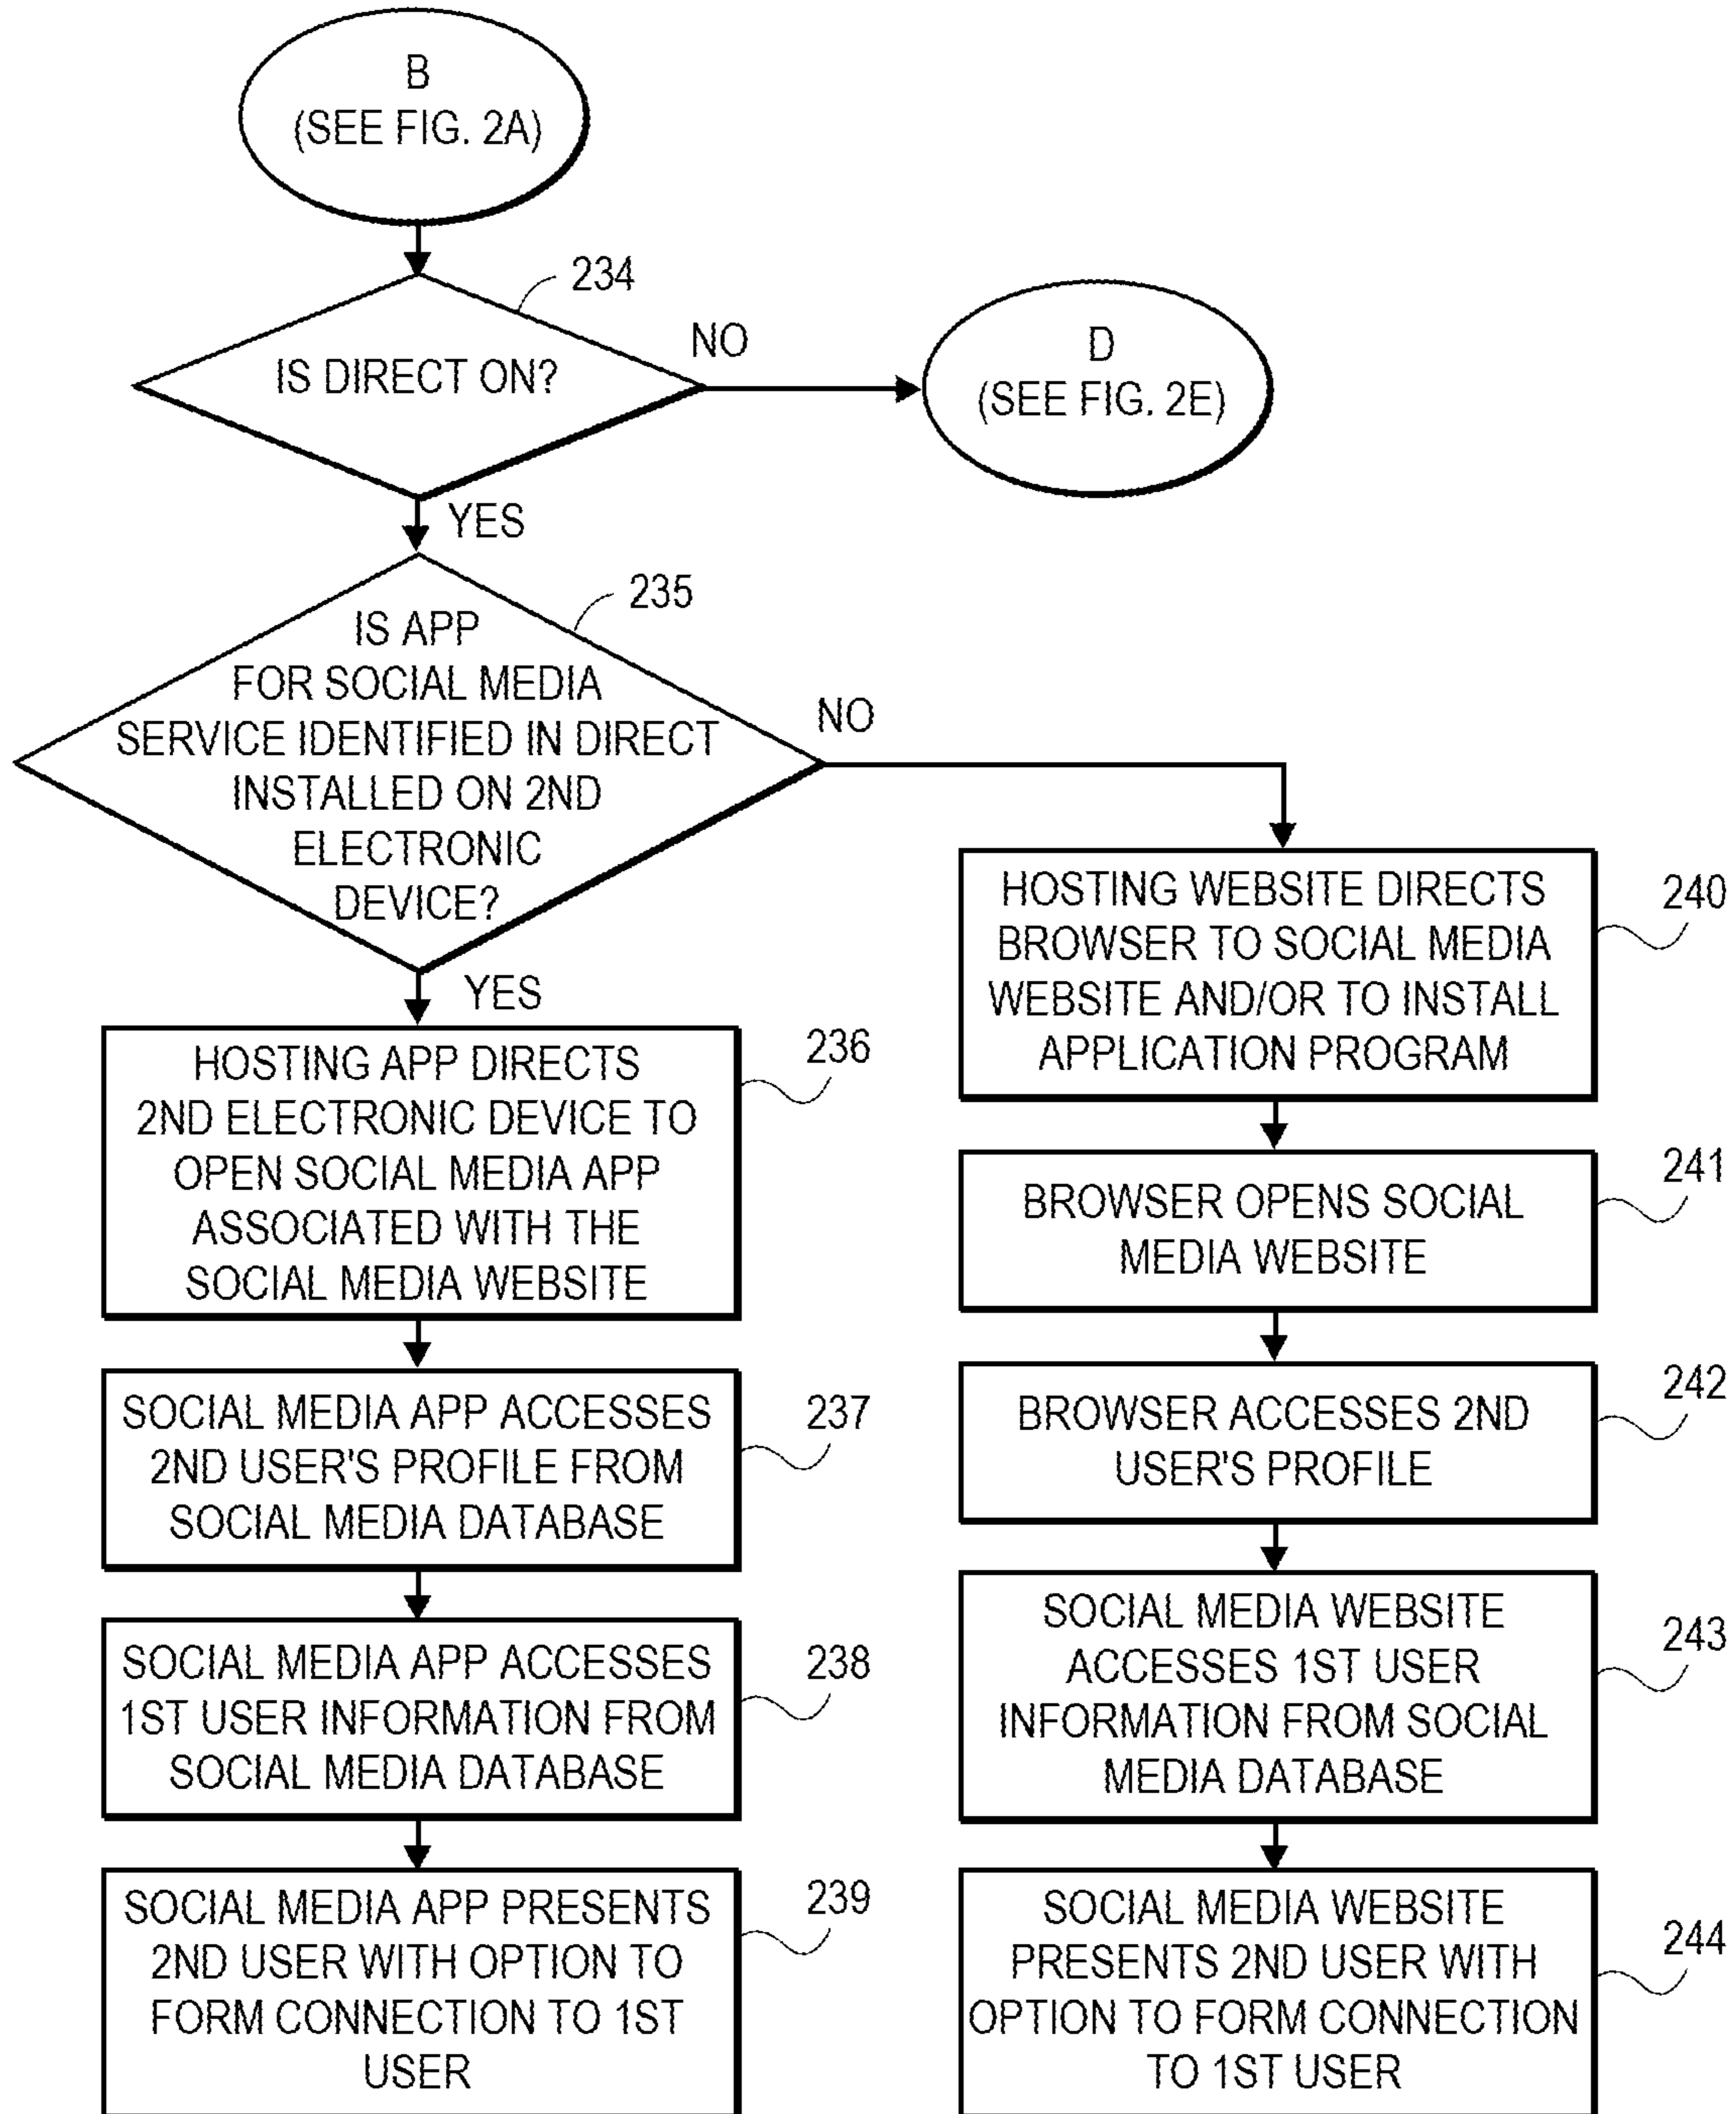 B
(SEE FIG. 2A)
234
IS DIRECT ON?
NO
D
(SEE FIG. 2E)
YES
235
IS APP
FOR SOCIAL MEDIA
SERVICE IDENTIFIED IN DIRECT
INSTALLED ON 2ND
ELECTRONIC
DEVICE?
NO
YES
HOSTING APP DIRECTS
2ND ELECTRONIC DEVICE TO
OPEN SOCIAL MEDIA APP
ASSOCIATED WITH THE
SOCIAL MEDIA WEBSITE
236
SOCIAL MEDIA APP ACCESSES
2ND USER'S PROFILE FROM
SOCIAL MEDIA DATABASE
237
SOCIAL MEDIA APP ACCESSES
1ST USER INFORMATION FROM
SOCIAL MEDIA DATABASE
238
SOCIAL MEDIA APP PRESENTS
2ND USER WITH OPTION TO
FORM CONNECTION TO 1ST
USER
239
HOSTING WEBSITE DIRECTS
BROWSER TO SOCIAL MEDIA
WEBSITE AND/OR TO INSTALL
APPLICATION PROGRAM
240
BROWSER OPENS SOCIAL
MEDIA WEBSITE
241
BROWSER ACCESSES 2ND
USER'S PROFILE
242
SOCIAL MEDIA WEBSITE
ACCESSES 1ST USER
INFORMATION FROM SOCIAL
MEDIA DATABASE
243
SOCIAL MEDIA WEBSITE
PRESENTS 2ND USER WITH
OPTION TO FORM CONNECTION
TO 1ST USER
244